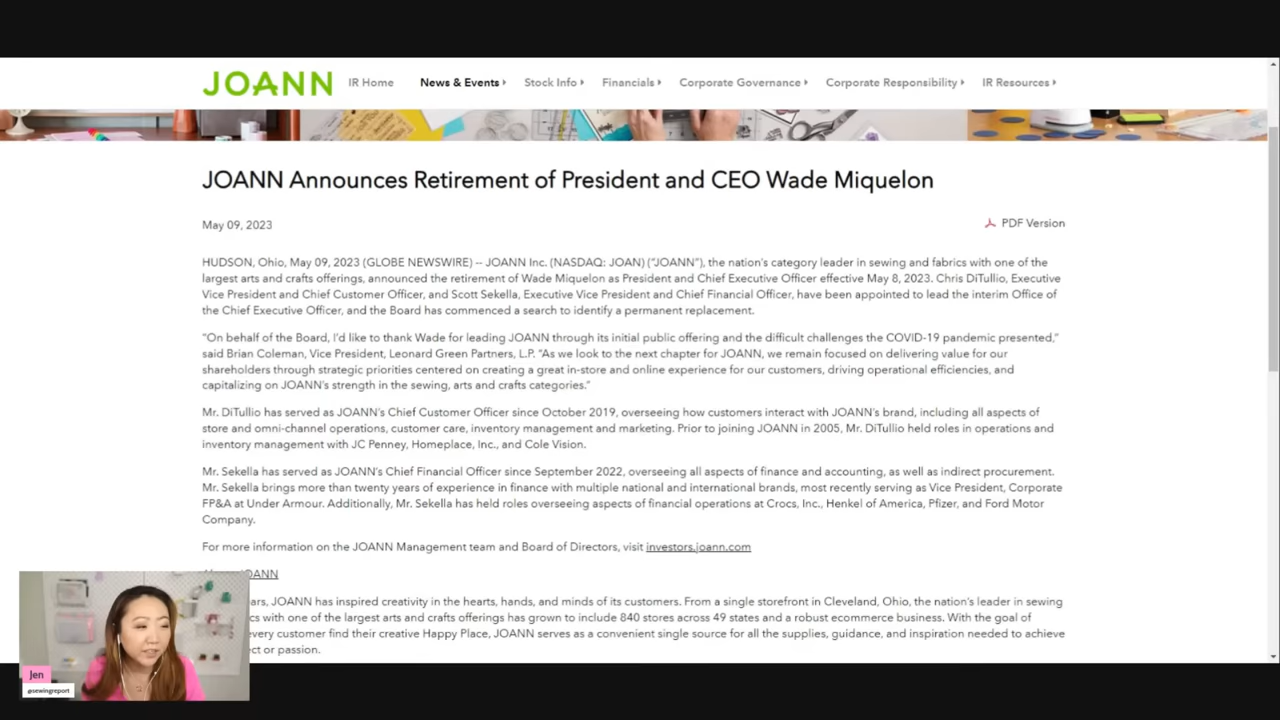 JOANN IR Home News & Events Stock Info Financials Corporate Governance Corporate Responsibility IR Resources
JOANN Announces Retirement of President and CEO Wade Miquelon
May 09, 2023 PDF Version
HUDSON, Ohio, May 09, 2023 (GLOBE NEWSWIRE) -- JOANN Inc. (NASDAQ: JOAN) ("JOANN"), the nation's category leader in sewing and fabrics with one of the
largest arts and crafts offerings, announced the retirement of Wade Miquelon as President and Chief Executive Officer effective May 8, 2023. Chris DiTullio, Executive
Vice President and Chief Customer Officer, and Scott Sekella, Executive Vice President and Chief Financial Officer, have been appointed to lead the interim Office of
the Chief Executive Officer, and the Board has commenced a search to identify a permanent replacement.
"On behalf of the Board, I'd like to thank Wade for leading JOANN through its initial public offering and the difficult challenges the COVID-19 pandemic presented,"
said Brian Coleman, Vice President, Leonard Green Partners, L.P. "As we look to the next chapter for JOANN, we remain focused on delivering value for our
shareholders through strategic priorities centered on creating a great in-store and online experience for our customers, driving operational efficiencies, and
capitalizing on JOANN's strength in the sewing, arts and crafts categories."
Mr. DiTullio has served as JOANN's Chief Customer Officer since October 2019, overseeing how customers interact with JOANN's brand, including all aspects of
store and omni-channel operations, customer care, inventory management and marketing. Prior to joining JOANN in 2005, Mr. DiTullio held roles in operations and
inventory management with JC Penney, Homeplace, Inc., and Cole Vision.
Mr. Sekella has served as JOANN's Chief Financial Officer since September 2022, overseeing all aspects of finance and accounting, as well as indirect procurement.
Mr. Sekella brings more than twenty years of experience in finance with multiple national and international brands, most recently serving as Vice President, Corporate
FP&A at Under Armour. Additionally, Mr. Sekella has held roles overseeing aspects of financial operations at Crocs, Inc., Henkel of America, Pfizer, and Ford Motor
Company.
For more information on the JOANN Management team and Board of Directors, visit investors.joann.com
JOANN has inspired creativity in the hearts, hands, and minds of its customers. From a single storefront in Cleveland, Ohio, the nation's leader in sewing
with one of the largest arts and crafts offerings has grown to include 840 stores across 49 states and a robust ecommerce business. With the goal of
every customer find their creative Happy Place, JOANN serves as a convenient single source for all the supplies, guidance, and inspiration needed to achieve
or passion.
Jen
@sewingreport